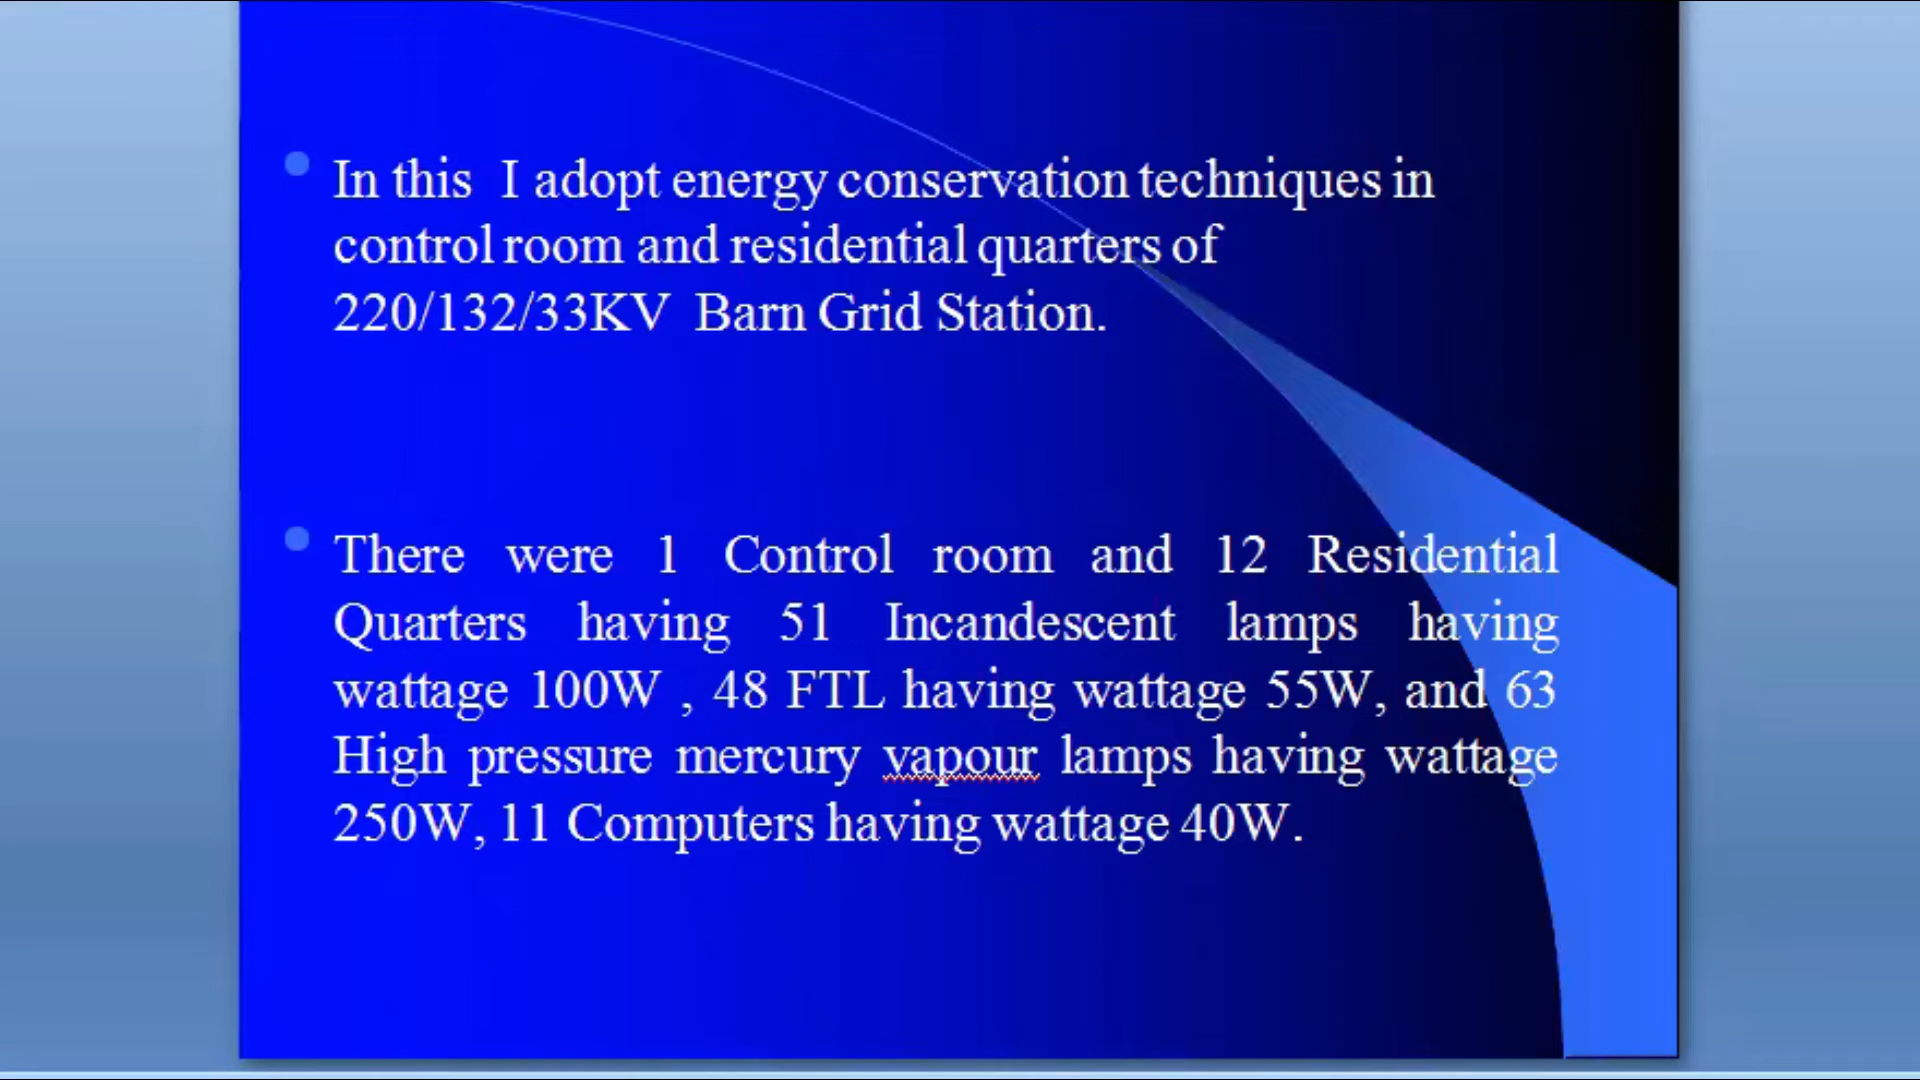 In this I adopt energy conservation techniques in
control room and residential quarters of
220/132/33KV Barn Grid Station.
There were 1 Control room and 12 Residential
Quarters having 51 Incandescent lamps having
wattage 100W , 48 FTL having wattage 55W, and 63
High pressure mercury vapour lamps having wattage
250W, 11 Computers having wattage 40W.